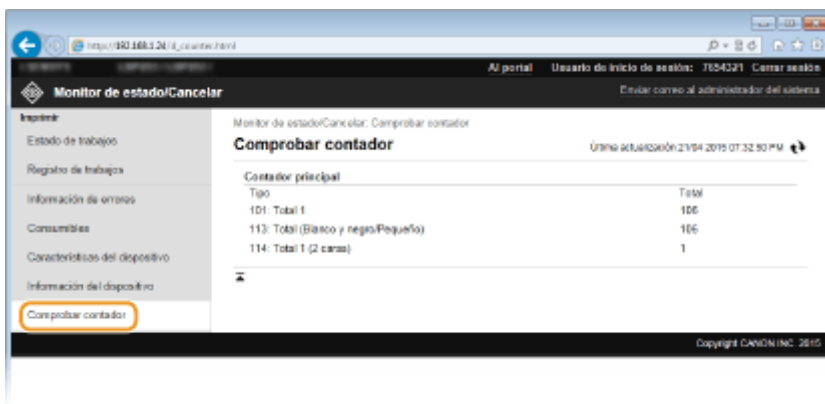 http://192.168.1.24/d_counter.html
Al portal Usuario de inicio de sesión: 7654321 Cerrar sesión
Monitor de estado/Cancelar Enviar correo al administrador del sistema
Imprimir
Estado de trabajos
Registro de trabajos
Información de errores
Consumibles
Características del dispositivo
Información del dispositivo
Comprobar contador
Monitor de estado/Cancelar: Comprobar contador
Comprobar contador Última actualización:21/04 2015 07:32:50 PM
Contador principal
Tipo Total
101: Total 1 106
113: Total (Blanco y negro/Pequeño) 106
114: Total 1 (2 caras) 1
Copyright CANON INC. 2015